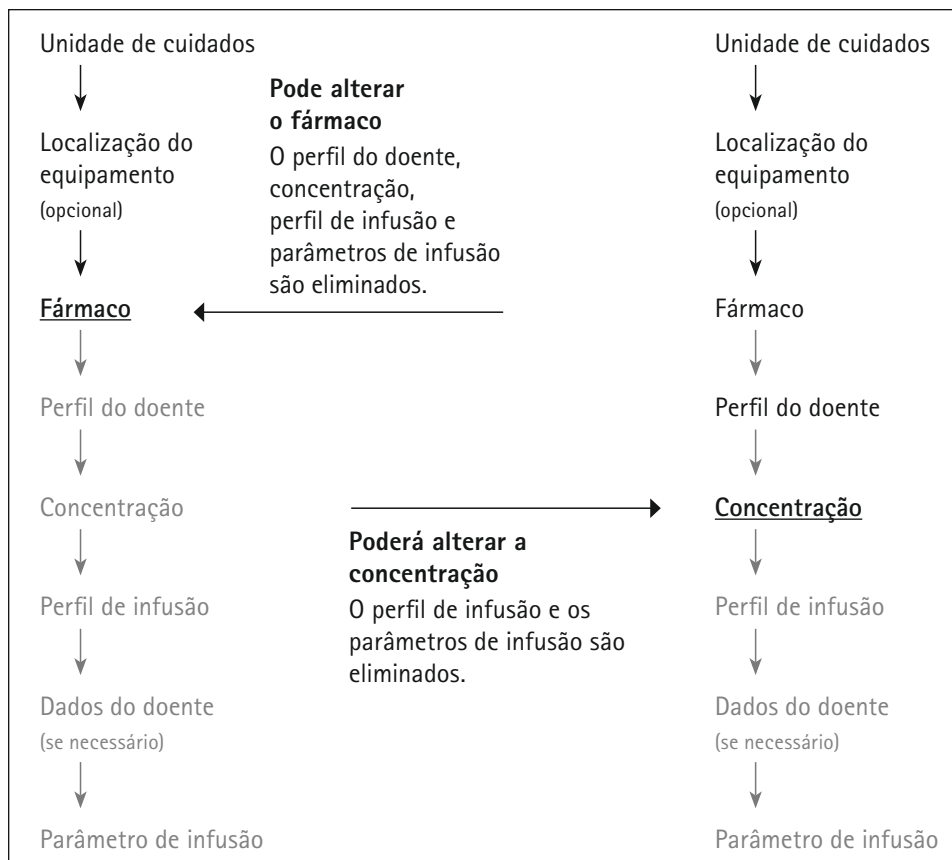 Unidade de cuidados
Localização do
equipamento
(opcional)
Fármaco
Perfil do doente
Concentração
Perfil de infusão
Dados do doente
(se necessário)
Parâmetro de infusão
Pode alterar
o fármaco
O perfil do doente,
concentração,
perfil de infusão e
parâmetros de infusão
são eliminados.
Poderá alterar a
concentração
O perfil de infusão e os
parâmetros de infusão são
eliminados.
Unidade de cuidados
Localização do
equipamento
(opcional)
Fármaco
Perfil do doente
Concentração
Perfil de infusão
Dados do doente
(se necessário)
Parâmetro de infusão